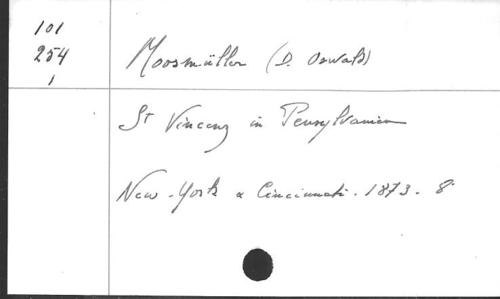 101
254
1
Moosmüller (D. Oswald)
St Vincenz in Pennsylvanien
New-York & Cincinnati. 1873. 8°